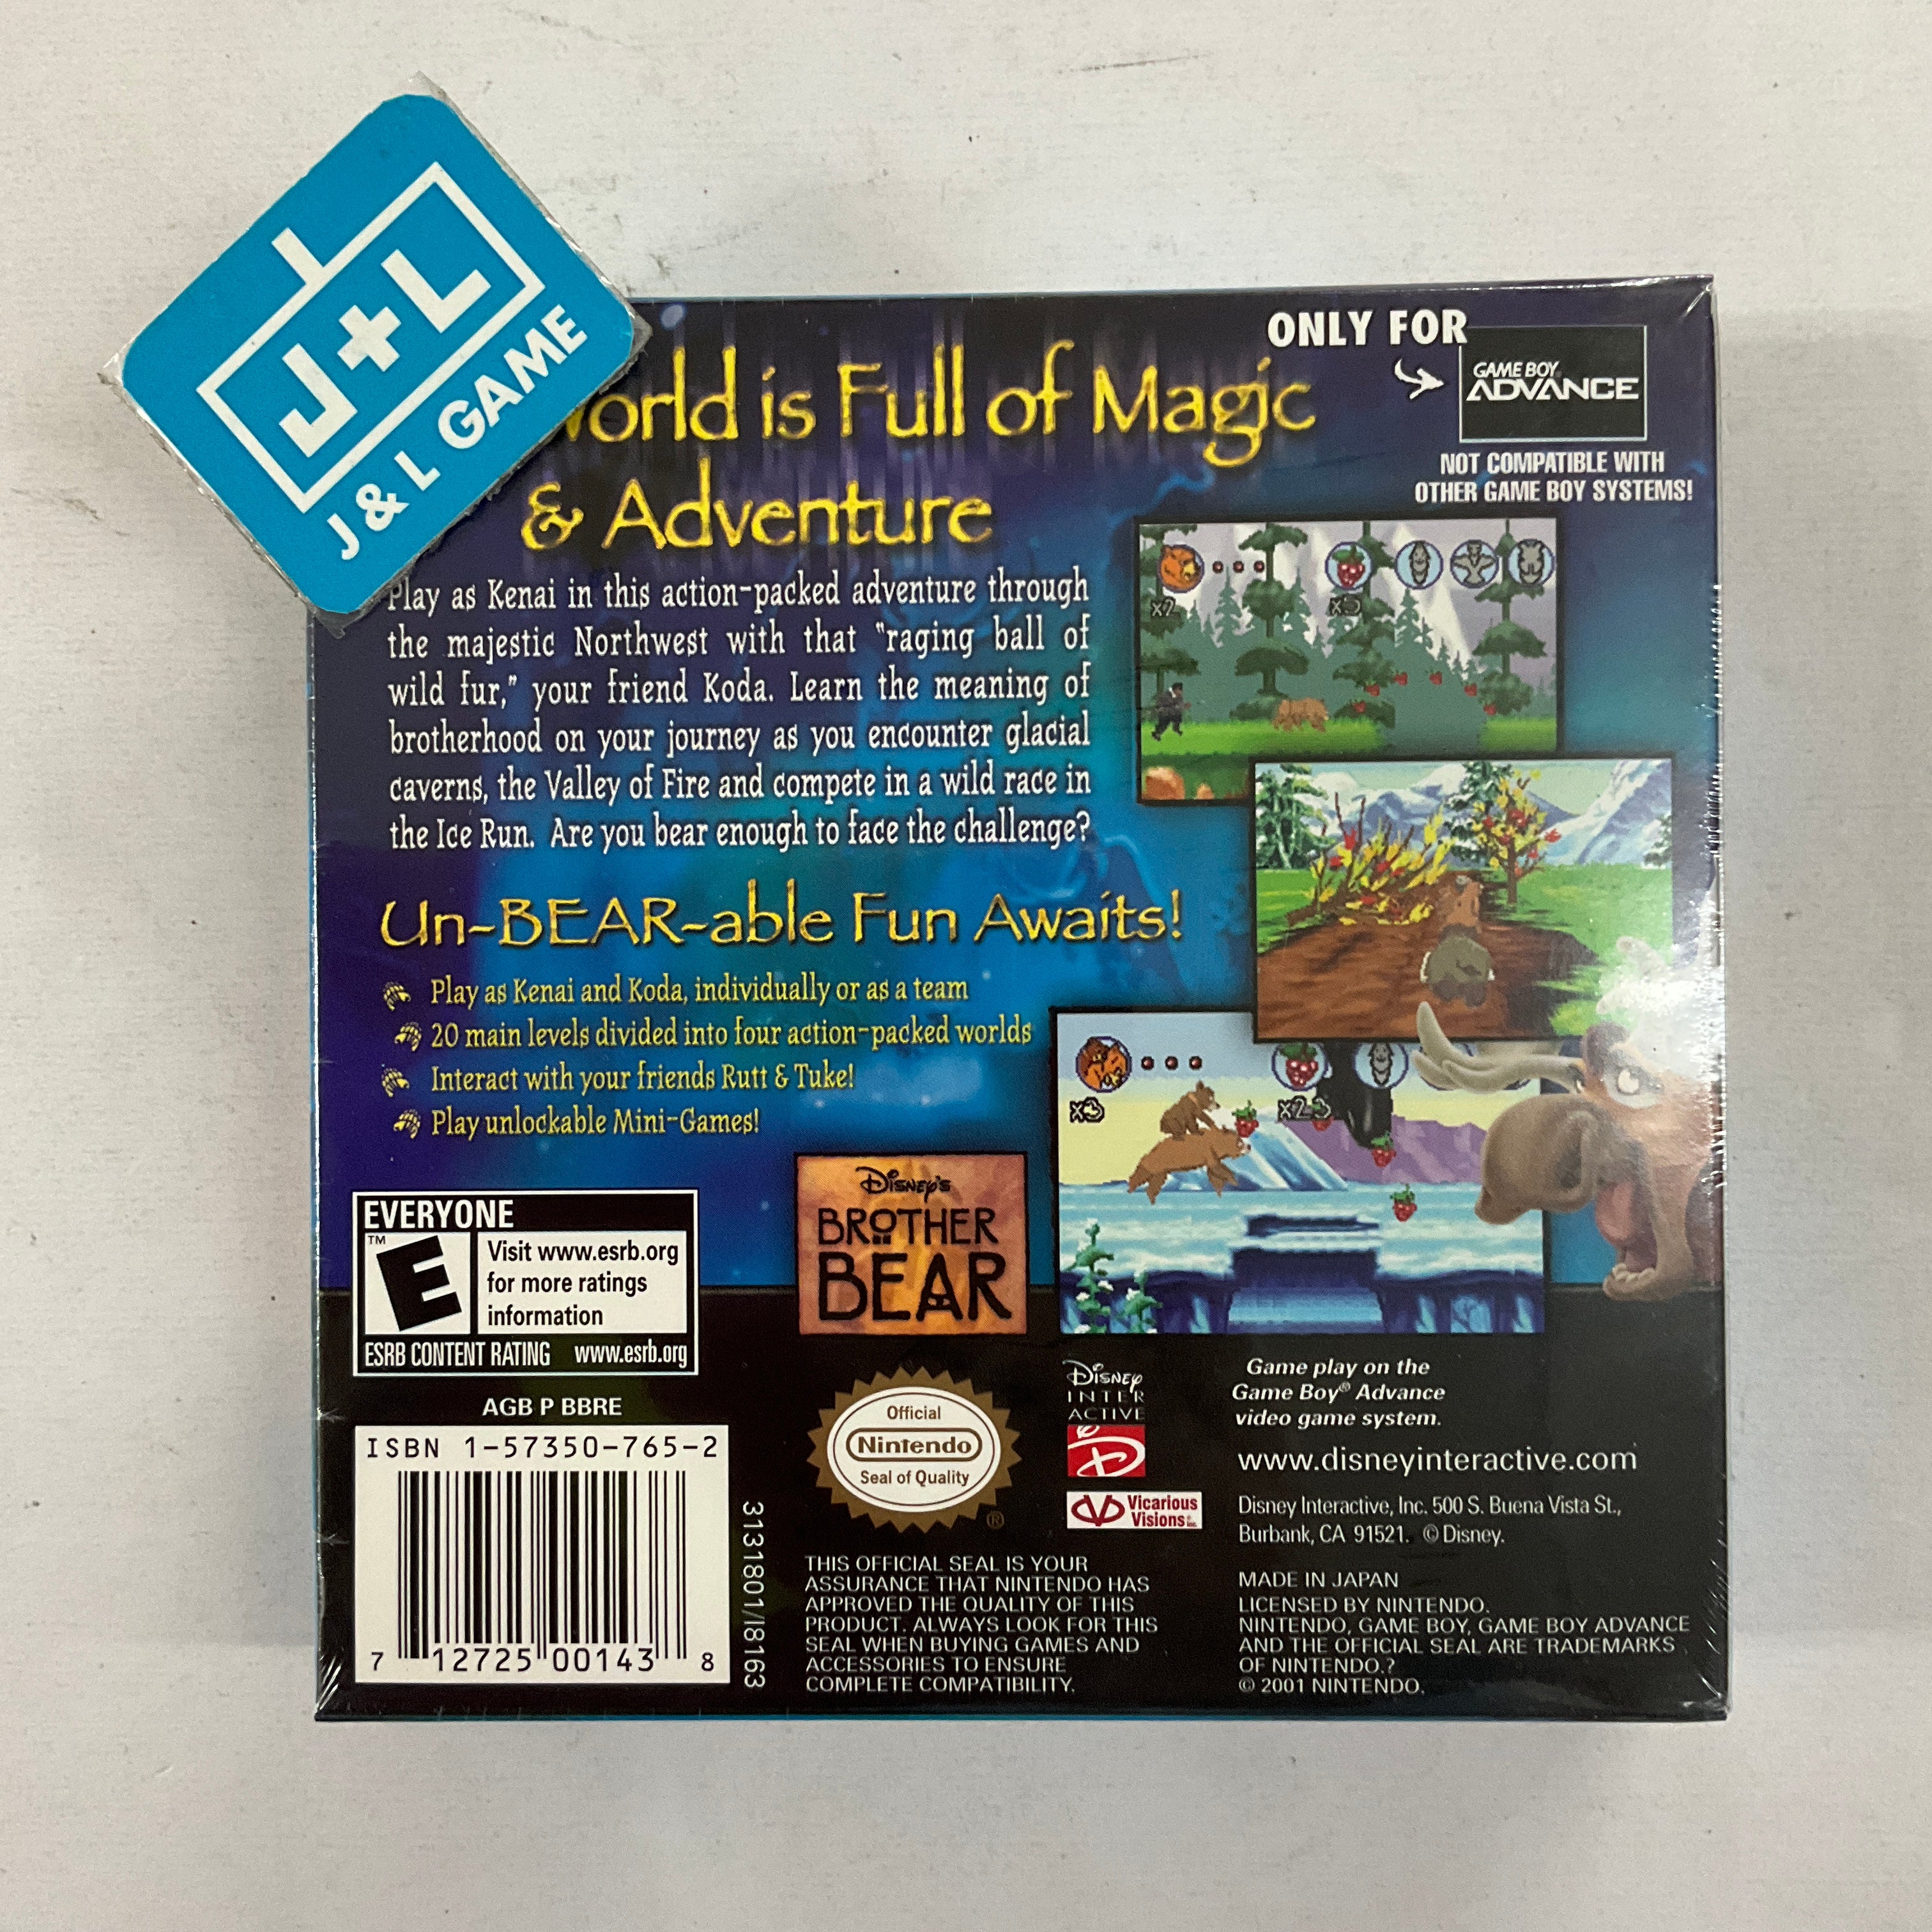 J+L
J & L GAME
ONLY FOR
GAME BOY
ADVANCE
NOT COMPATIBLE WITH
OTHER GAME BOY SYSTEMS!
is Full of Magic
& Adventure
Play as Kenai in this action-packed adventure through
the majestic Northwest with that "raging ball of
wild fur," your friend Koda. Learn the meaning of
brotherhood on your journey as you encounter glacial
caverns, the Valley of Fire and compete in a wild race in
the Ice Run. Are you bear enough to face the challenge?
Un-BEAR-able Fun Awaits!
Play as Kenai and Koda, individually or as a team
20 main levels divided into four action-packed worlds
Interact with your friends Rutt & Tuke!
Play unlockable Mini-Games!
x2
x3
EVERYONE
E
TM
Visit www.esrb.org
for more ratings
information
ESRB CONTENT RATING www.esrb.org
Disney's
BROTHER
BEAR
AGB P BBRE
ISBN 1-57350-765-2
7 12725 00143 8
3131801/18163
Official
Nintendo
Seal of Quality
®
THIS OFFICIAL SEAL IS YOUR
ASSURANCE THAT NINTENDO HAS
APPROVED THE QUALITY OF THIS
PRODUCT. ALWAYS LOOK FOR THIS
SEAL WHEN BUYING GAMES AND
ACCESSORIES TO ENSURE
COMPLETE COMPATIBILITY.
Disney
INTER
ACTIVE
D
Vicarious
Visions inc.
Game play on the
Game Boy® Advance
video game system.
www.disneyinteractive.com
Disney Interactive, Inc. 500 S. Buena Vista St.,
Burbank, CA 91521. © Disney.
MADE IN JAPAN
LICENSED BY NINTENDO.
NINTENDO, GAME BOY, GAME BOY ADVANCE
AND THE OFFICIAL SEAL ARE TRADEMARKS
OF NINTENDO.?
© 2001 NINTENDO.